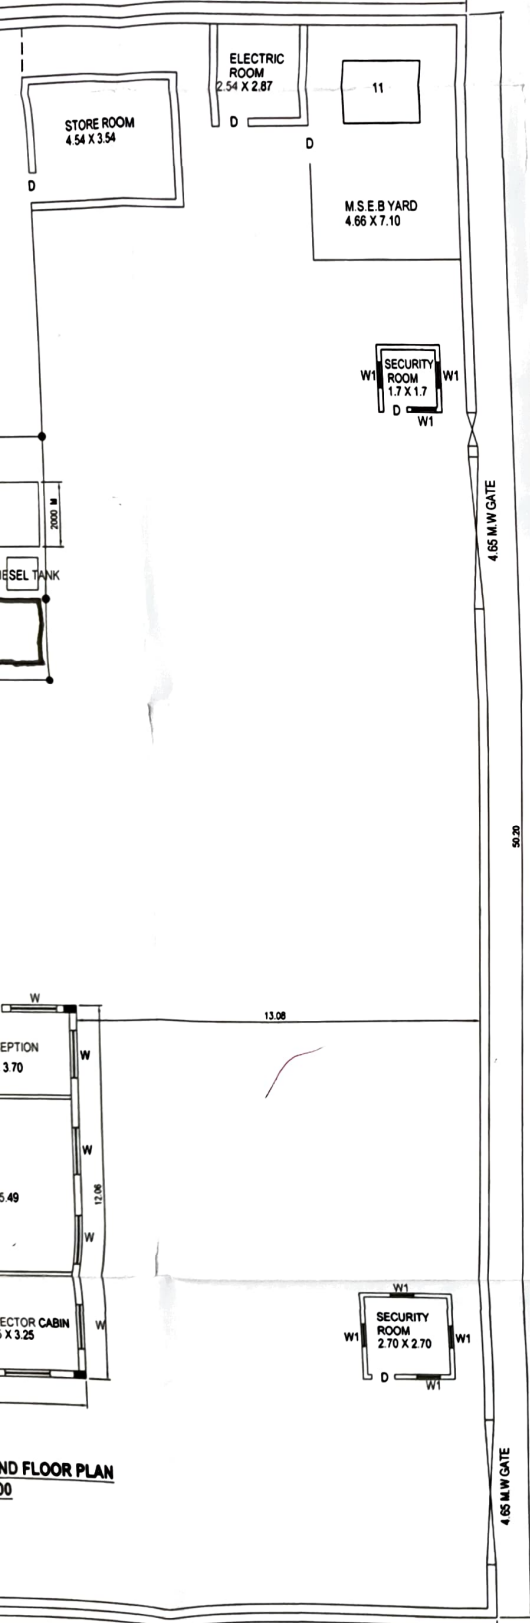 ELECTRIC
ROOM
2.54 X 2.87
11
STORE ROOM
4.54 X 3.54
D
D
D
M.S.E.B YARD
4.66 X 7.10
SECURITY
ROOM
1.7 X 1.7
W1
W1
D
W1
4.65 M.W GATE
2000 M
ESEL TANK
50.20
13.08
W
EPTION
3.70
W
W
12.06
5.49
W
ECTOR CABIN
X 3.25
W
W1
SECURITY
ROOM
2.70 X 2.70
W1
W1
D
W1
ND FLOOR PLAN
00
4.65 M.W GATE